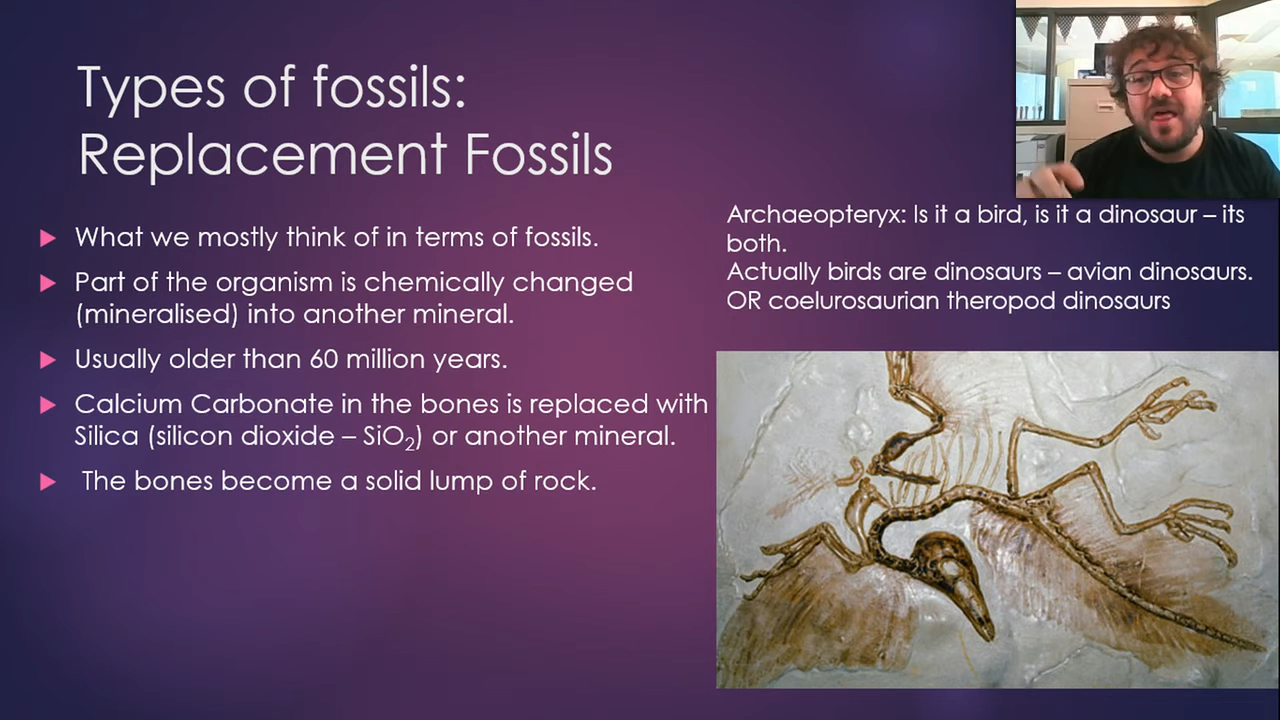 Types of fossils:
Replacement Fossils
What we mostly think of in terms of fossils.
Part of the organism is chemically changed
(mineralised) into another mineral.
Usually older than 60 million years.
Calcium Carbonate in the bones is replaced with
Silica (silicon dioxide – SiO₂) or another mineral.
The bones become a solid lump of rock.
Archaeopteryx: Is it a bird, is it a dinosaur – its
both.
Actually birds are dinosaurs – avian dinosaurs.
OR coelurosaurian theropod dinosaurs